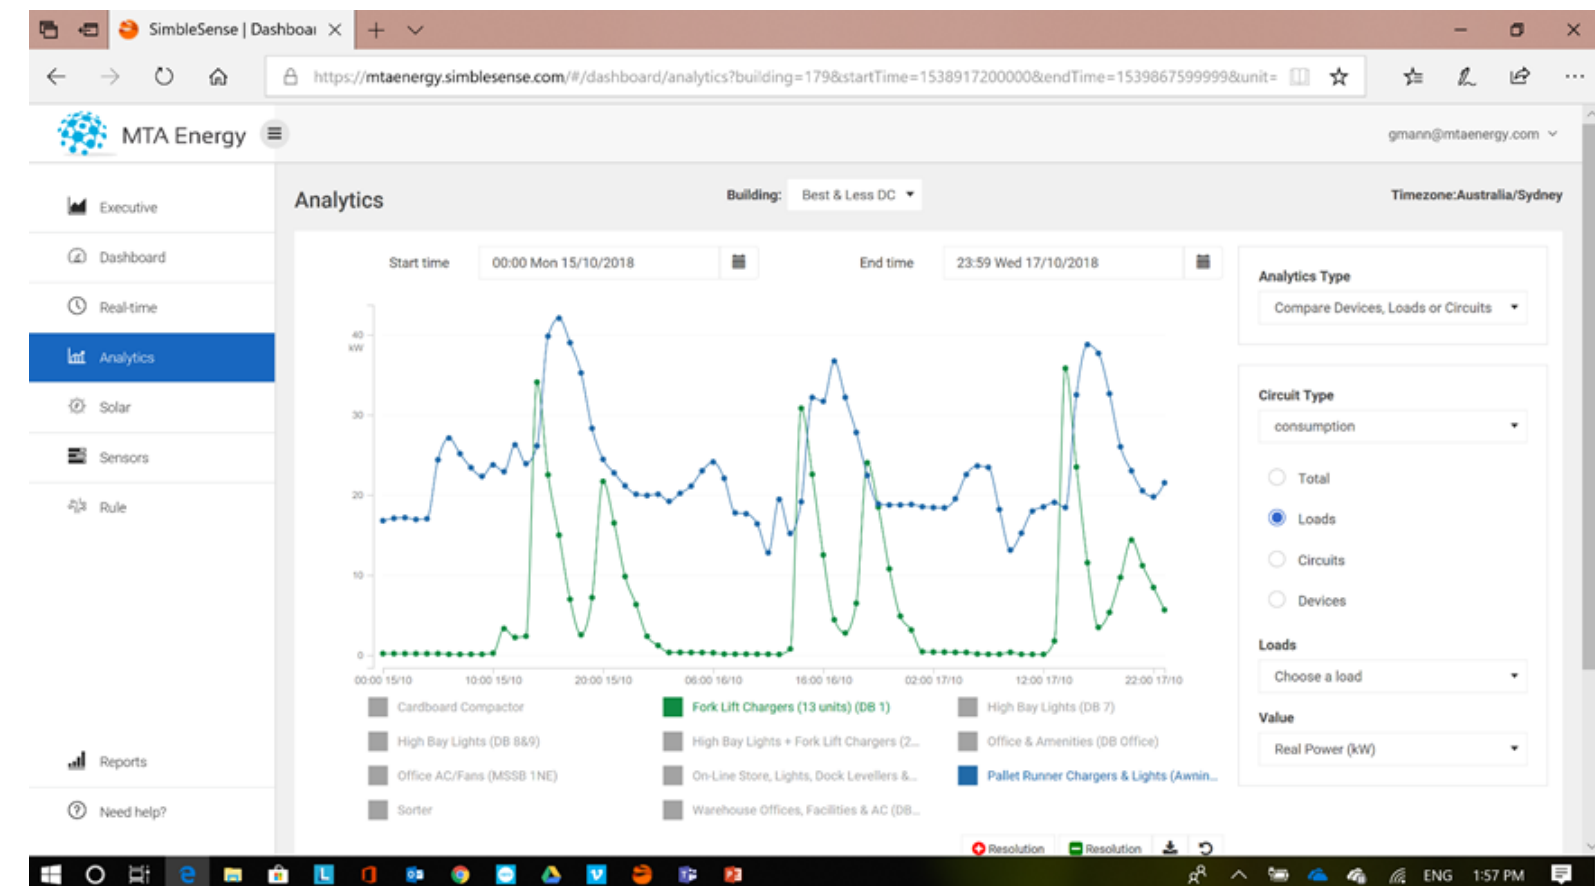 SimbleSense | Dashboar
https://mtaenergy.simblesense.com/#/dashboard/analytics?building=179&startTime=1538917200000&endTime=1539867599999&unit=
MTA Energy
gmann@mtaenergy.com
Executive
Dashboard
Real-time
Analytics
Solar
Sensors
Rule
Reports
Need help?
Analytics
Building: Best & Less DC
Timezone:Australia/Sydney
Start time 00:00 Mon 15/10/2018 End time 23:59 Wed 17/10/2018
40
kW
30
20
10
0
00:00 15/10 10:00 15/10 20:00 15/10 06:00 16/10 16:00 16/10 02:00 17/10 12:00 17/10 22:00 17/10
Cardboard Compactor Fork Lift Chargers (13 units) (DB 1) High Bay Lights (DB 7)
High Bay Lights (DB 8&9) High Bay Lights + Fork Lift Chargers (2... Office & Amenities (DB Office)
Office AC/Fans (MSSB 1NE) On-Line Store, Lights, Dock Levellers &... Pallet Runner Chargers & Lights (Awnin...
Sorter Warehouse Offices, Facilities & AC (DB...
Resolution Resolution
Analytics Type
Compare Devices, Loads or Circuits
Circuit Type
consumption
Total
Loads
Circuits
Devices
Loads
Choose a load
Value
Real Power (kW)
ENG 1:57 PM